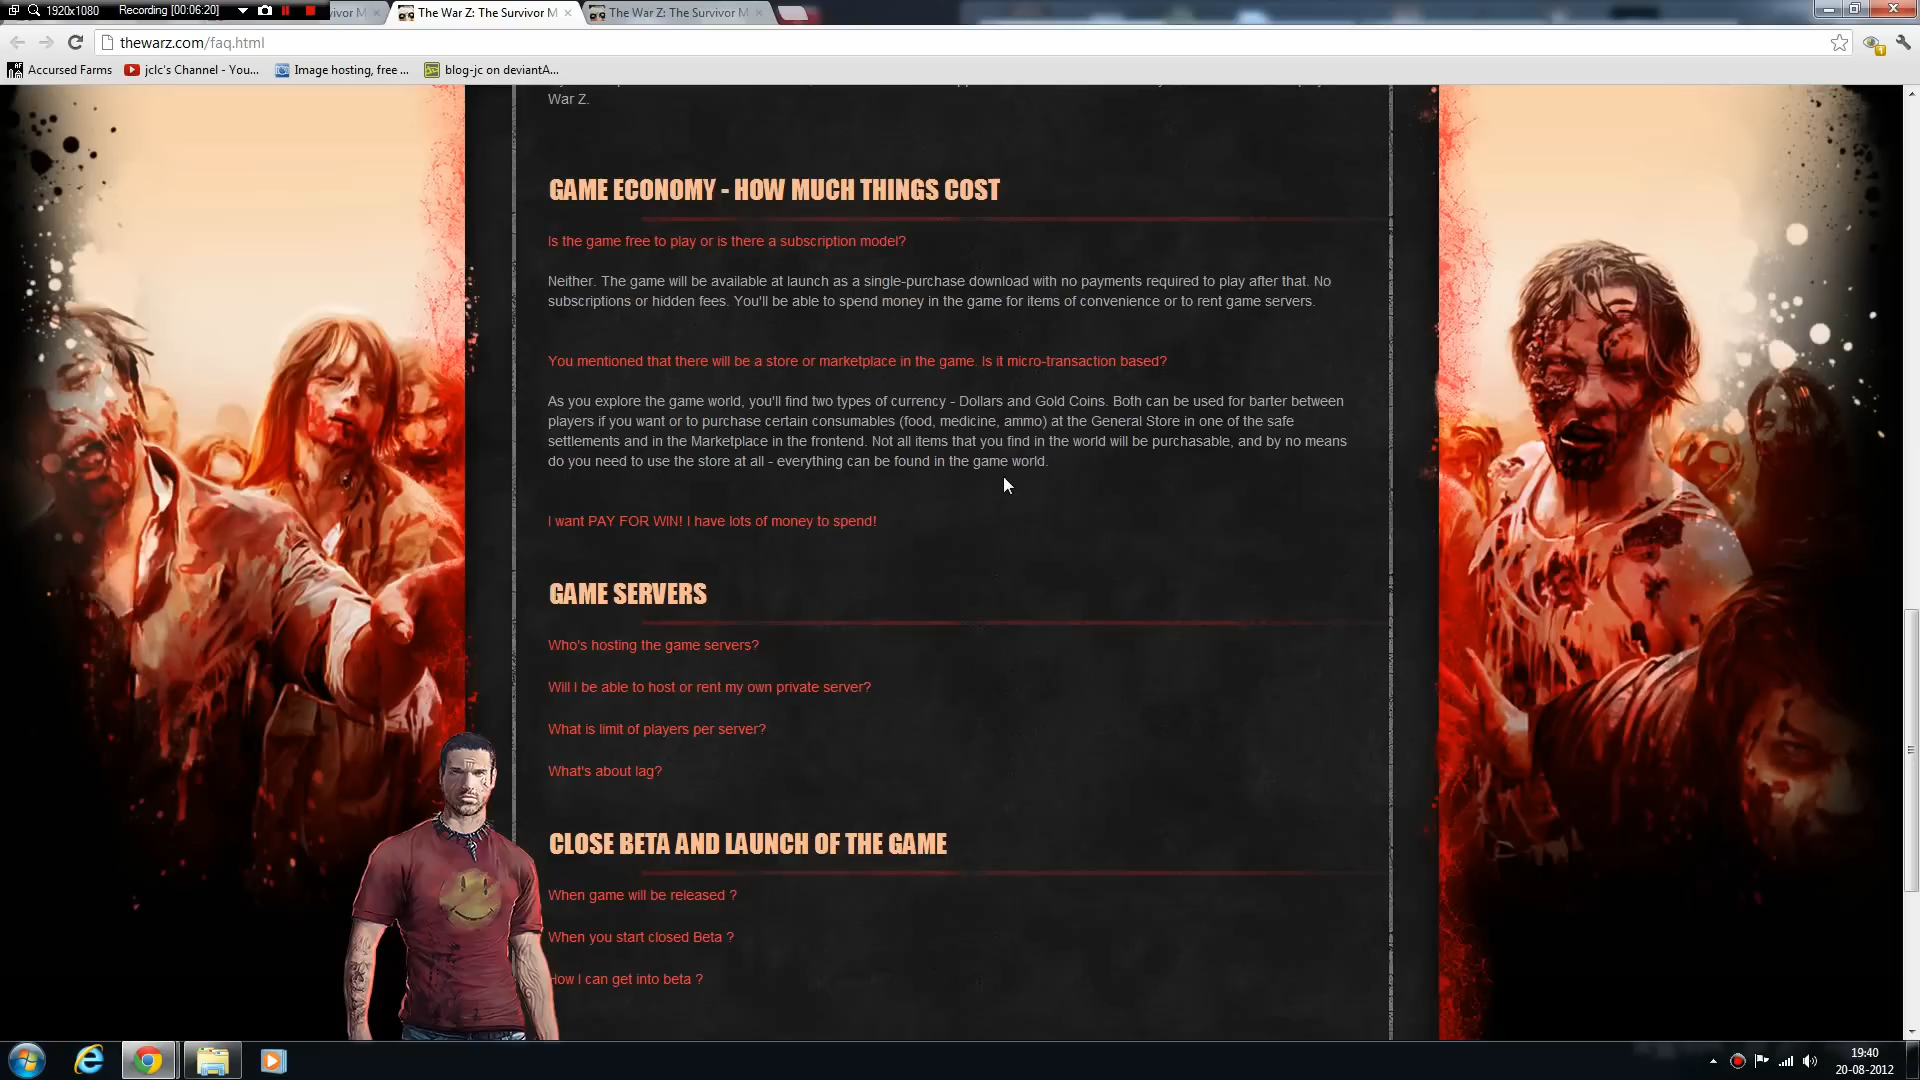 1920x1080 Recording [00:06:20]
vivor M
The War Z: The Survivor M
The War Z: The Survivor M
thewarz.com/faq.html
Accursed Farms
jclc's Channel - You...
Image hosting, free ...
blog-jc on deviantA...
War Z.
GAME ECONOMY - HOW MUCH THINGS COST
Is the game free to play or is there a subscription model?
Neither. The game will be available at launch as a single-purchase download with no payments required to play after that. No
subscriptions or hidden fees. You'll be able to spend money in the game for items of convenience or to rent game servers.
You mentioned that there will be a store or marketplace in the game. Is it micro-transaction based?
As you explore the game world, you'll find two types of currency - Dollars and Gold Coins. Both can be used for barter between
players if you want or to purchase certain consumables (food, medicine, ammo) at the General Store in one of the safe
settlements and in the Marketplace in the frontend. Not all items that you find in the world will be purchasable, and by no means
do you need to use the store at all - everything can be found in the game world.
I want PAY FOR WIN! I have lots of money to spend!
GAME SERVERS
Who's hosting the game servers?
Will I be able to host or rent my own private server?
What is limit of players per server?
What's about lag?
CLOSE BETA AND LAUNCH OF THE GAME
When game will be released ?
When you start closed Beta ?
How I can get into beta ?
19:40
20-08-2012